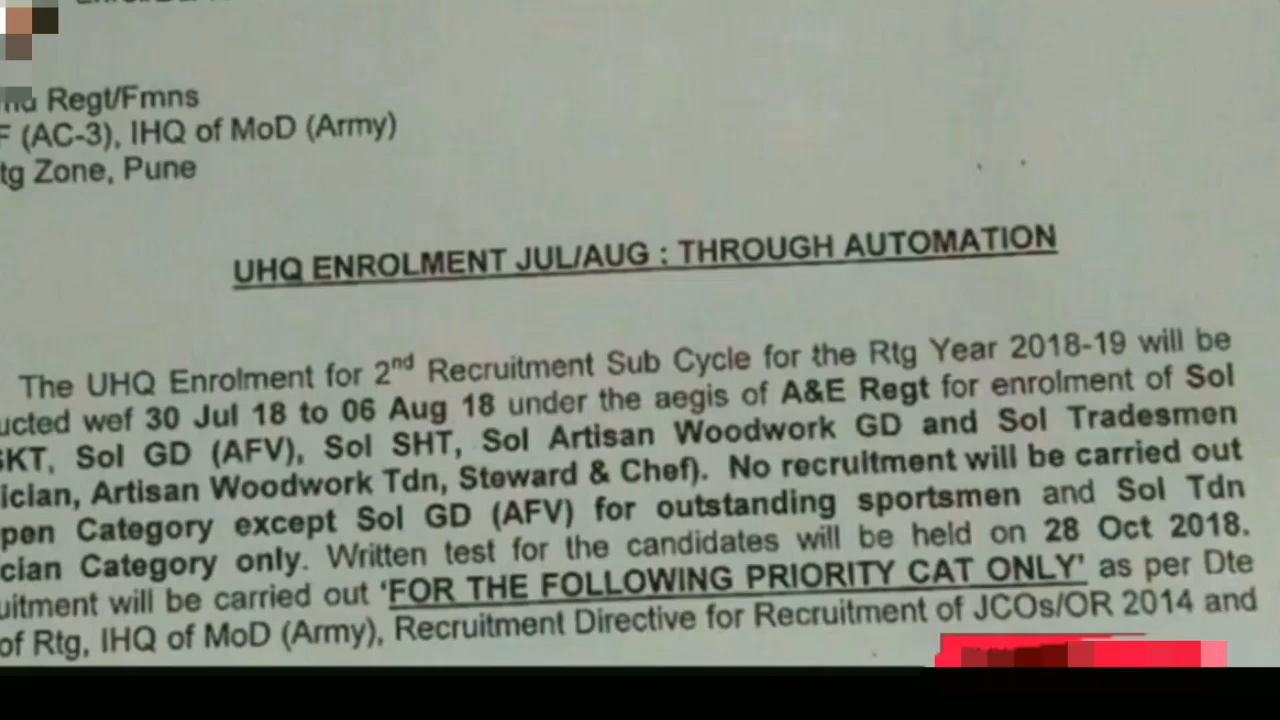 Regt/Fmns
F (AC-3), IHQ of MoD (Army)
tg Zone, Pune
UHQ ENROLMENT JUL/AUG : THROUGH AUTOMATION
The UHQ Enrolment for 2nd Recruitment Sub Cycle for the Rtg Year 2018-19 will be
ucted wef 30 Jul 18 to 06 Aug 18 under the aegis of A&E Regt for enrolment of Sol
SKT, Sol GD (AFV), Sol SHT, Sol Artisan Woodwork GD and Sol Tradesmen
ician, Artisan Woodwork Tdn, Steward & Chef). No recruitment will be carried out
pen Category except Sol GD (AFV) for outstanding sportsmen and Sol Tdn
cian Category only. Written test for the candidates will be held on 28 Oct 2018.
uitment will be carried out ‘FOR THE FOLLOWING PRIORITY CAT ONLY’ as per Dte
of Rtg, IHQ of MoD (Army), Recruitment Directive for Recruitment of JCOs/OR 2014 and